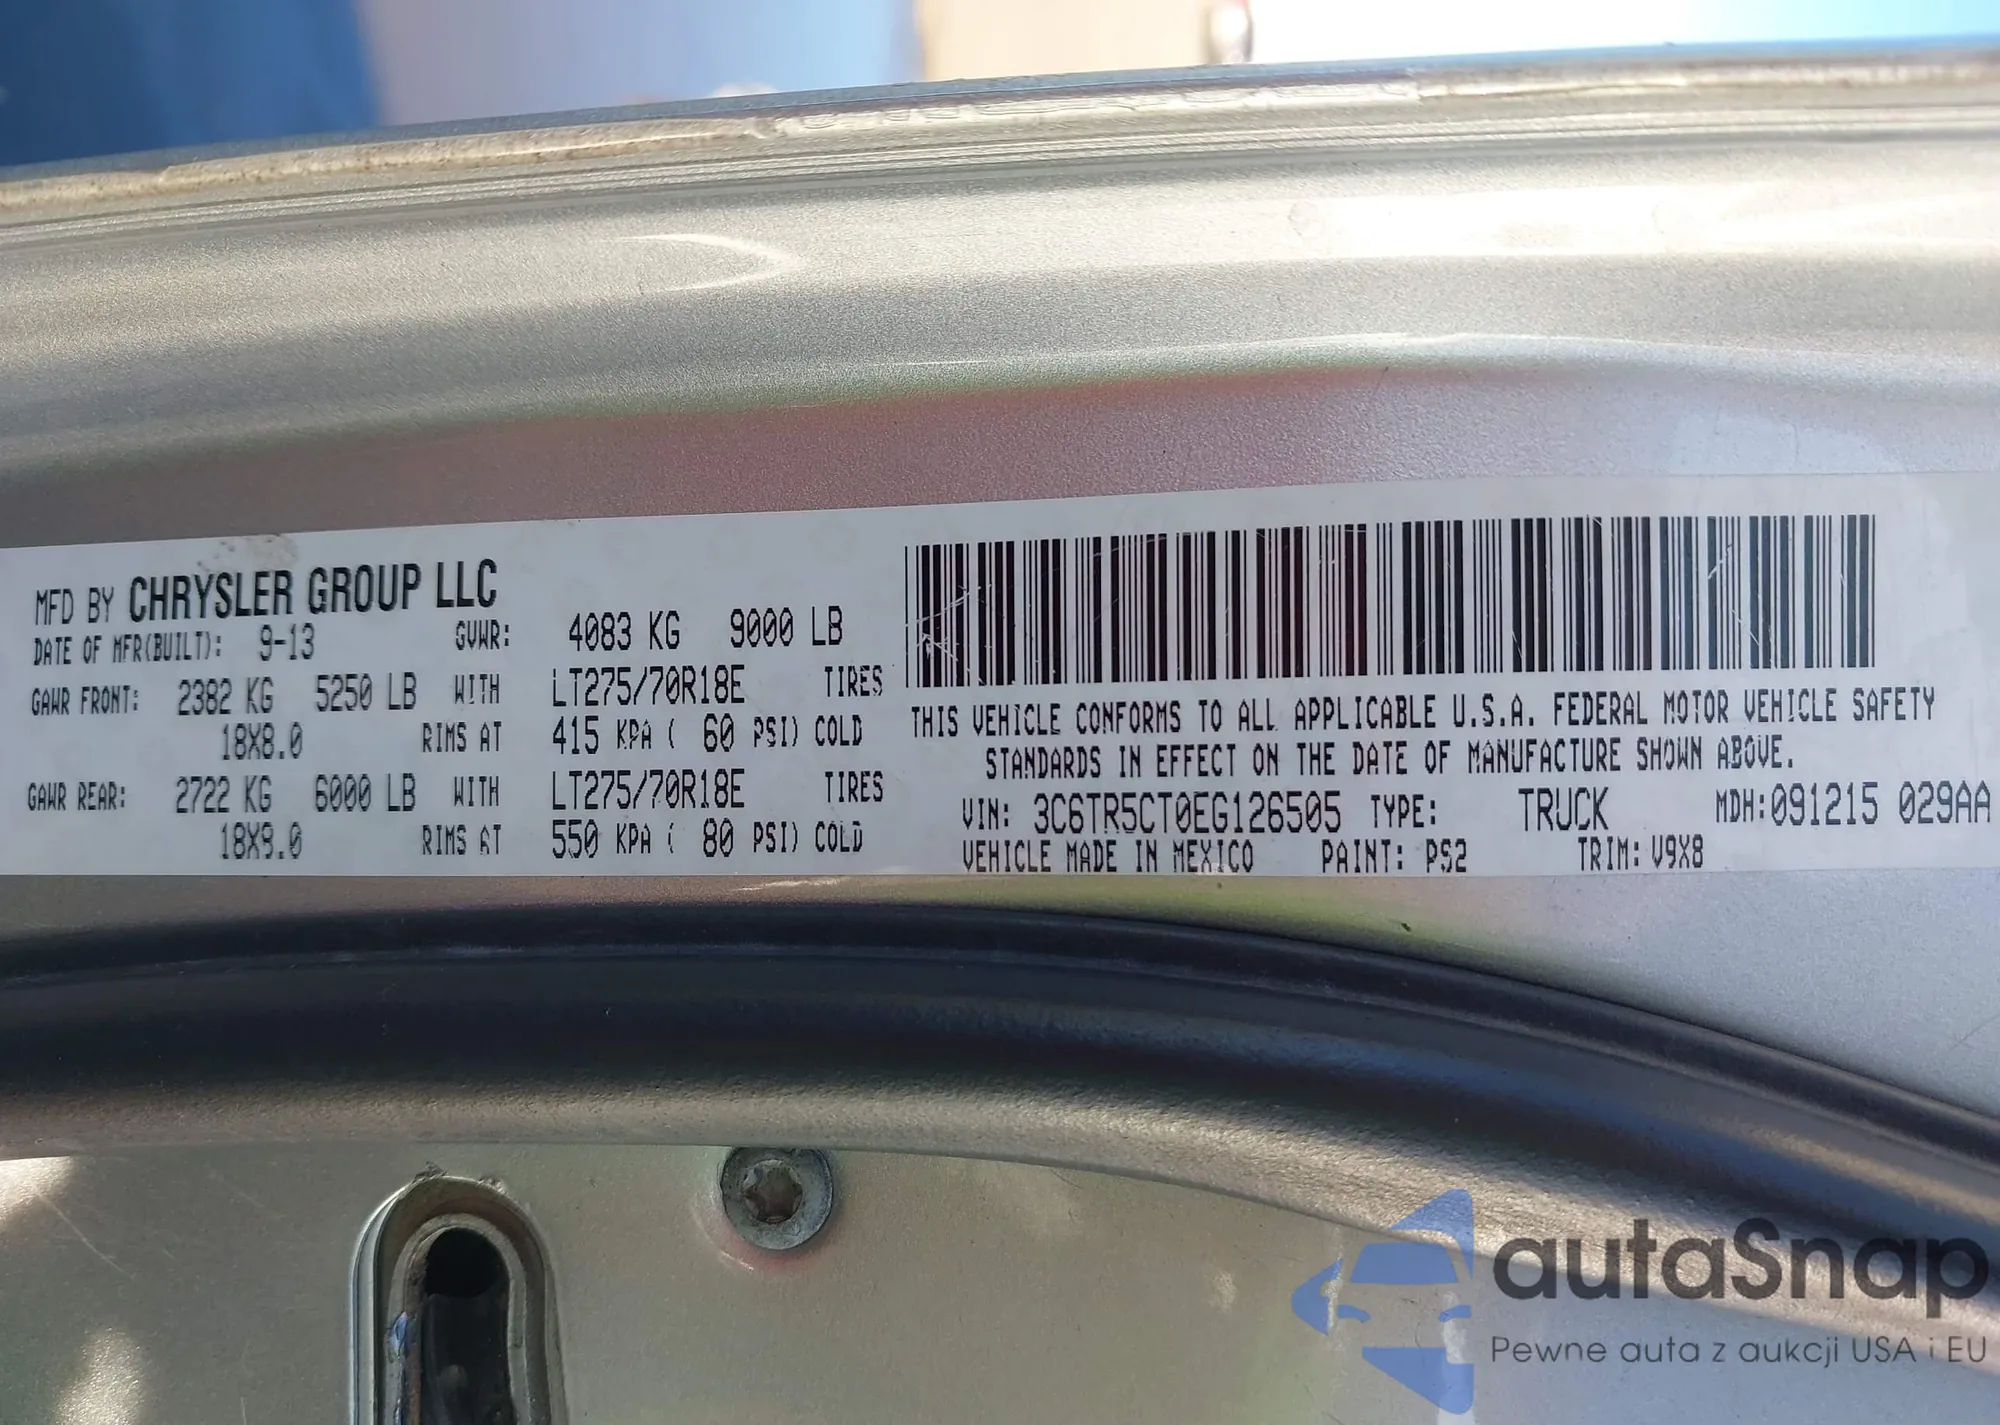 MFD BY CHRYSLER GROUP LLC
DATE OF MFR(BUILT): 9-13 GVWR: 4083 KG 9000 LB
GAWR FRONT: 2382 KG 5250 LB WITH LT275/70R18E TIRES
18X8.0 RIMS AT 415 KPA ( 60 PSI) COLD
GAWR REAR: 2722 KG 6000 LB WITH LT275/70R18E TIRES
18X8.0 RIMS AT 550 KPA ( 80 PSI) COLD
THIS VEHICLE CONFORMS TO ALL APPLICABLE U.S.A. FEDERAL MOTOR VEHICLE SAFETY
STANDARDS IN EFFECT ON THE DATE OF MANUFACTURE SHOWN ABOVE.
VIN: 3C6TR5CT0EG126505 TYPE: TRUCK MDH:091215 029AA
VEHICLE MADE IN MEXICO PAINT: PS2 TRIM: V9X8
autaSnap
Pewne auta z aukcji USA i EU